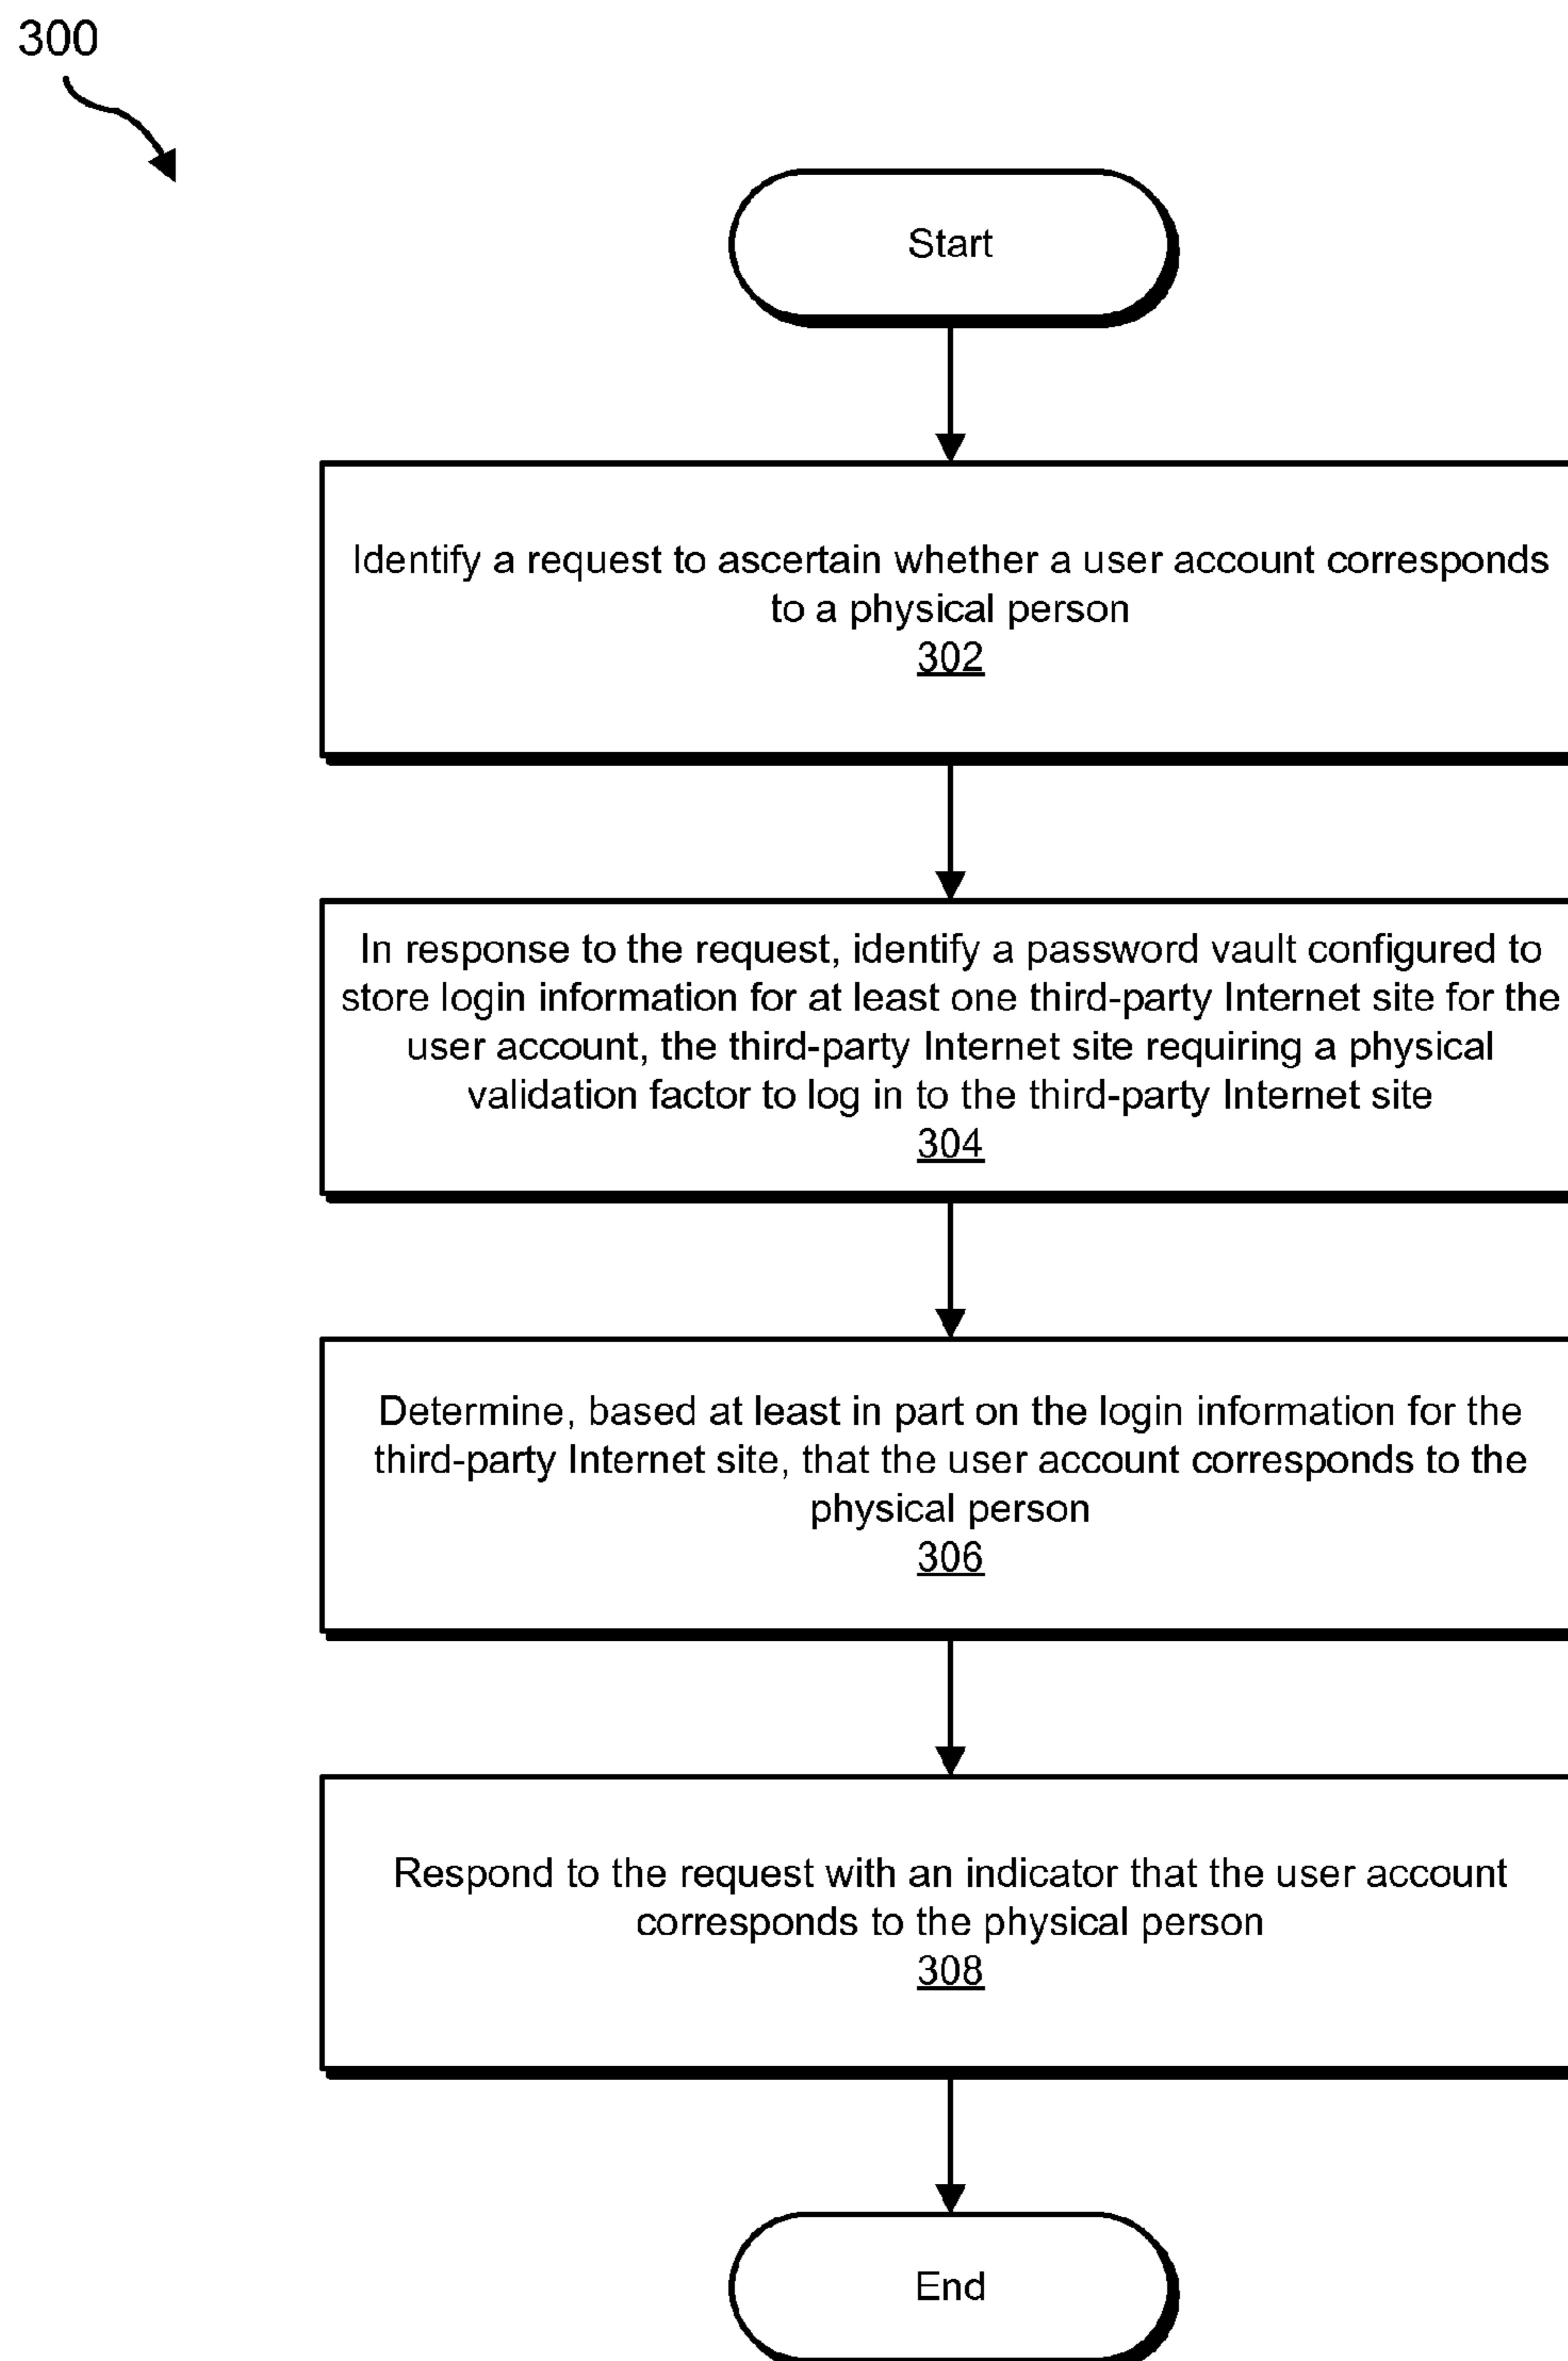 300
Start
Identify a request to ascertain whether a user account corresponds
to a physical person
302
In response to the request, identify a password vault configured to
store login information for at least one third-party Internet site for the
user account, the third-party Internet site requiring a physical
validation factor to log in to the third-party Internet site
304
Determine, based at least in part on the login information for the
third-party Internet site, that the user account corresponds to the
physical person
306
Respond to the request with an indicator that the user account
corresponds to the physical person
308
End